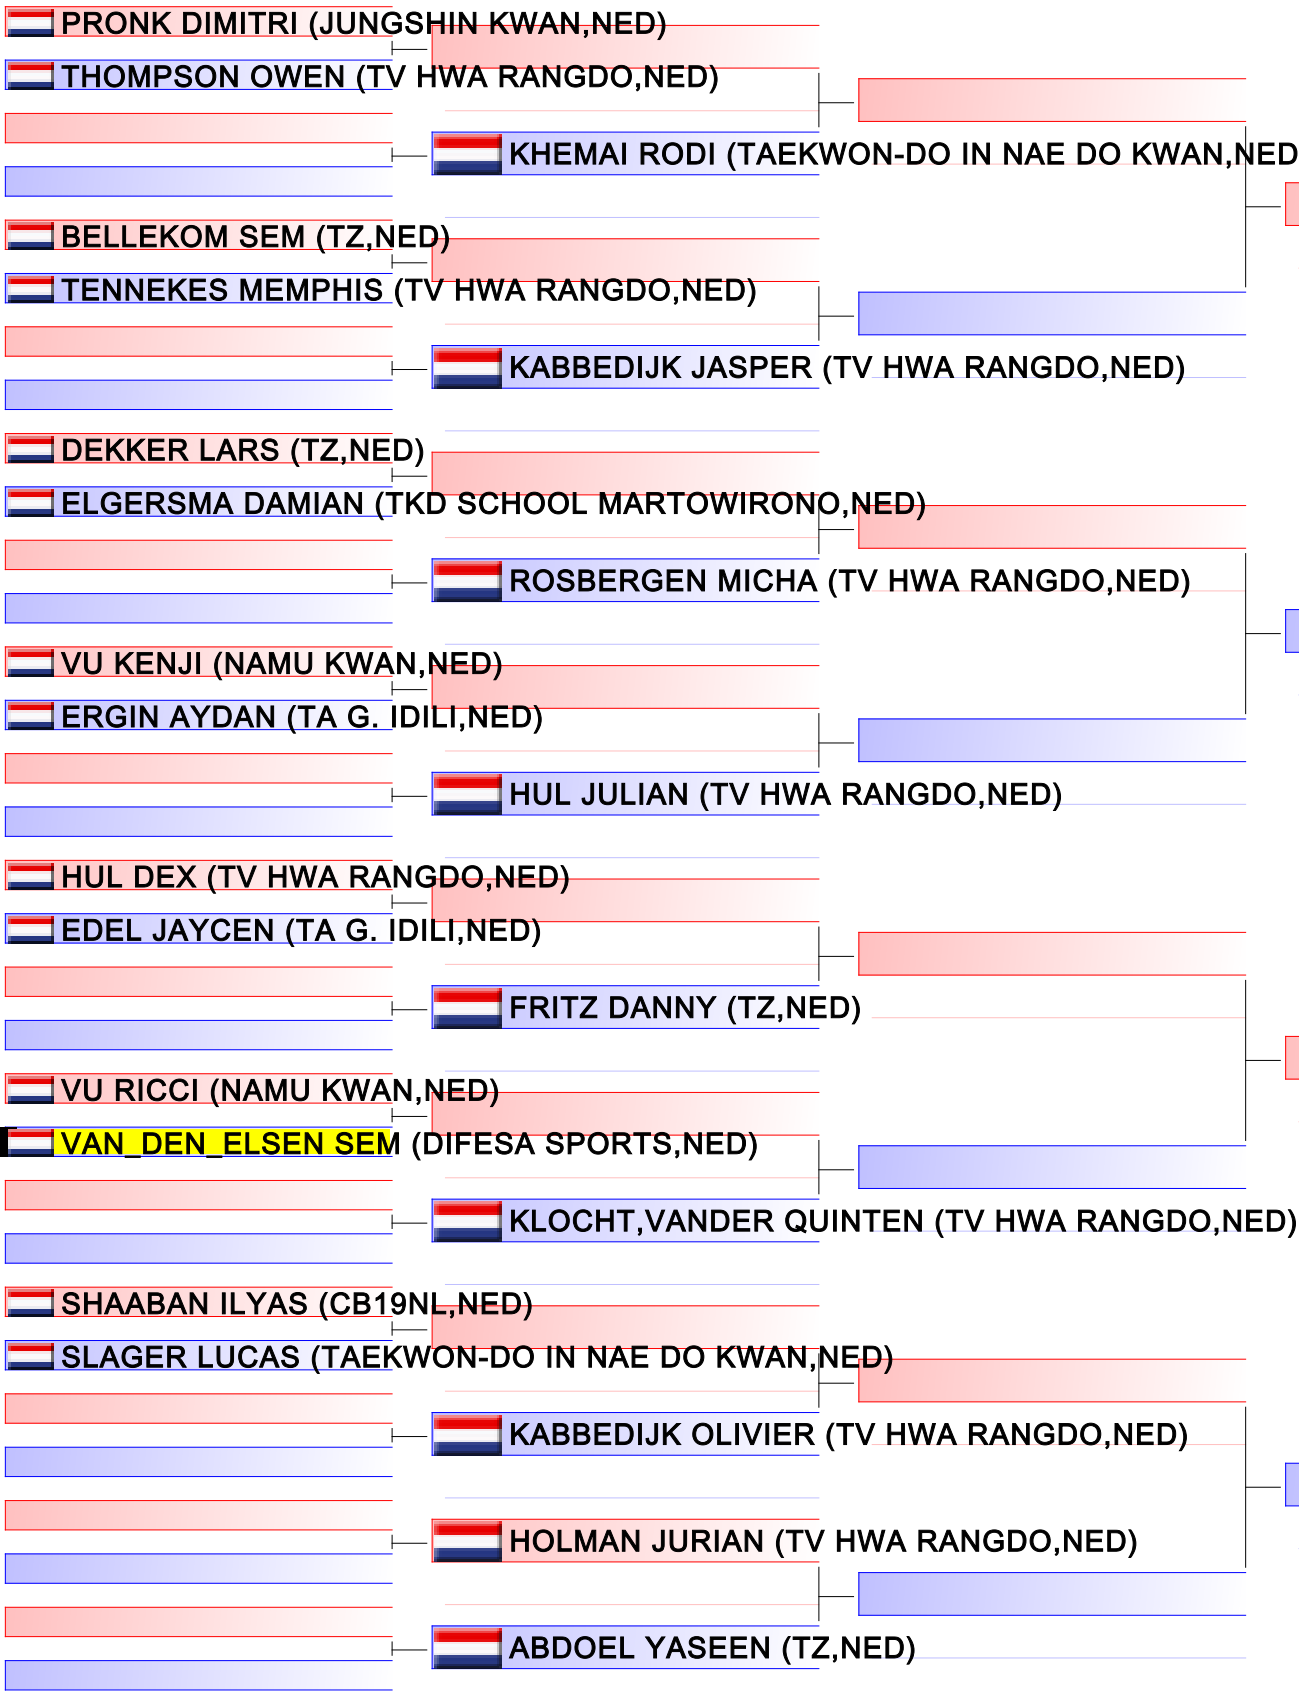 PRONK DIMITRI (JUNGSHIN KWAN,NED)
THOMPSON OWEN (TV HWA RANGDO,NED)
KHEMAI RODI (TAEKWON-DO IN NAE DO KWAN,NED
BELLEKOM SEM (TZ,NED)
TENNEKES MEMPHIS (TV HWA RANGDO,NED)
KABBEDIJK JASPER (TV HWA RANGDO,NED)
DEKKER LARS (TZ,NED)
ELGERSMA DAMIAN (TKD SCHOOL MARTOWIRONO,NED)
ROSBERGEN MICHA (TV HWA RANGDO,NED)
VU KENJI (NAMU KWAN,NED)
ERGIN AYDAN (TA G. IDILI,NED)
HUL JULIAN (TV HWA RANGDO,NED)
HUL DEX (TV HWA RANGDO,NED)
EDEL JAYCEN (TA G. IDILI,NED)
FRITZ DANNY (TZ,NED)
VU RICCI (NAMU KWAN,NED)
VAN_DEN_ELSEN SEM (DIFESA SPORTS,NED)
KLOCHT,VANDER QUINTEN (TV HWA RANGDO,NED)
SHAABAN ILYAS (CB19NL,NED)
SLAGER LUCAS (TAEKWON-DO IN NAE DO KWAN,NED)
KABBEDIJK OLIVIER (TV HWA RANGDO,NED)
HOLMAN JURIAN (TV HWA RANGDO,NED)
ABDOEL YASEEN (TZ,NED)